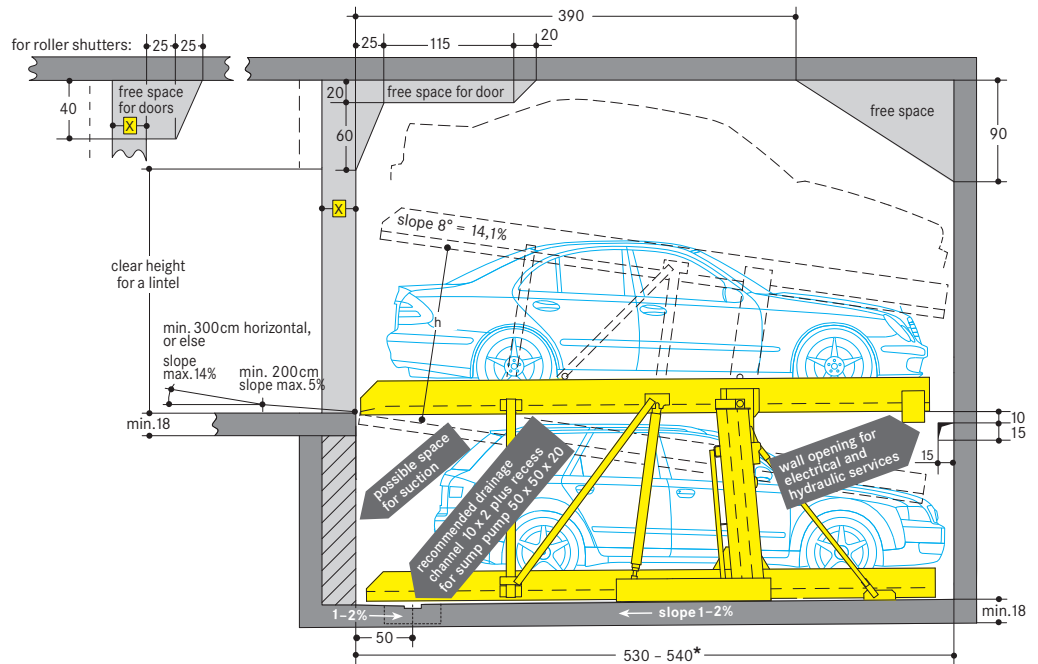 390
for roller shutters:
25
25
25
115
20
free space
for doors
40
X
20
free space for door
60
free space
90
X
slope 8° = 14,1%
clear height
for a lintel
h
min. 300cm horizontal,
or else
slope
max.14%
min. 200cm
slope max.5%
min.18
10
15
15
possible space
for suction
recommended drainage
channel 10 x 2 plus recess
for sump pump 50 x 50 x 20
wall opening for
electrical and
hydraulic services
1–2%
slope1–2%
min.18
50
530 – 540*